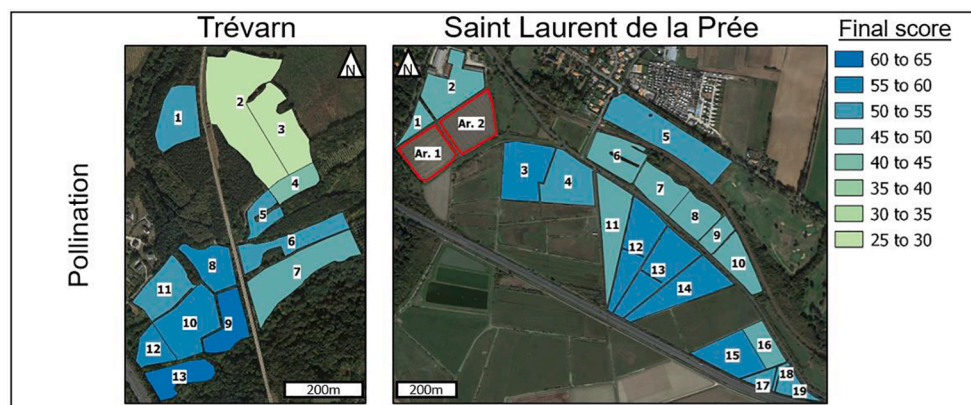 Trévarn
Saint Laurent de la Prée
Final score
60 to 65
55 to 60
50 to 55
45 to 50
40 to 45
35 to 40
30 to 35
25 to 30
Pollination
N
1
2
3
4
5
6
7
8
9
10
11
12
13
200m
N
1
2
Ar. 1
Ar. 2
3
4
5
6
7
8
9
10
11
12
13
14
15
16
17
18
19
200m